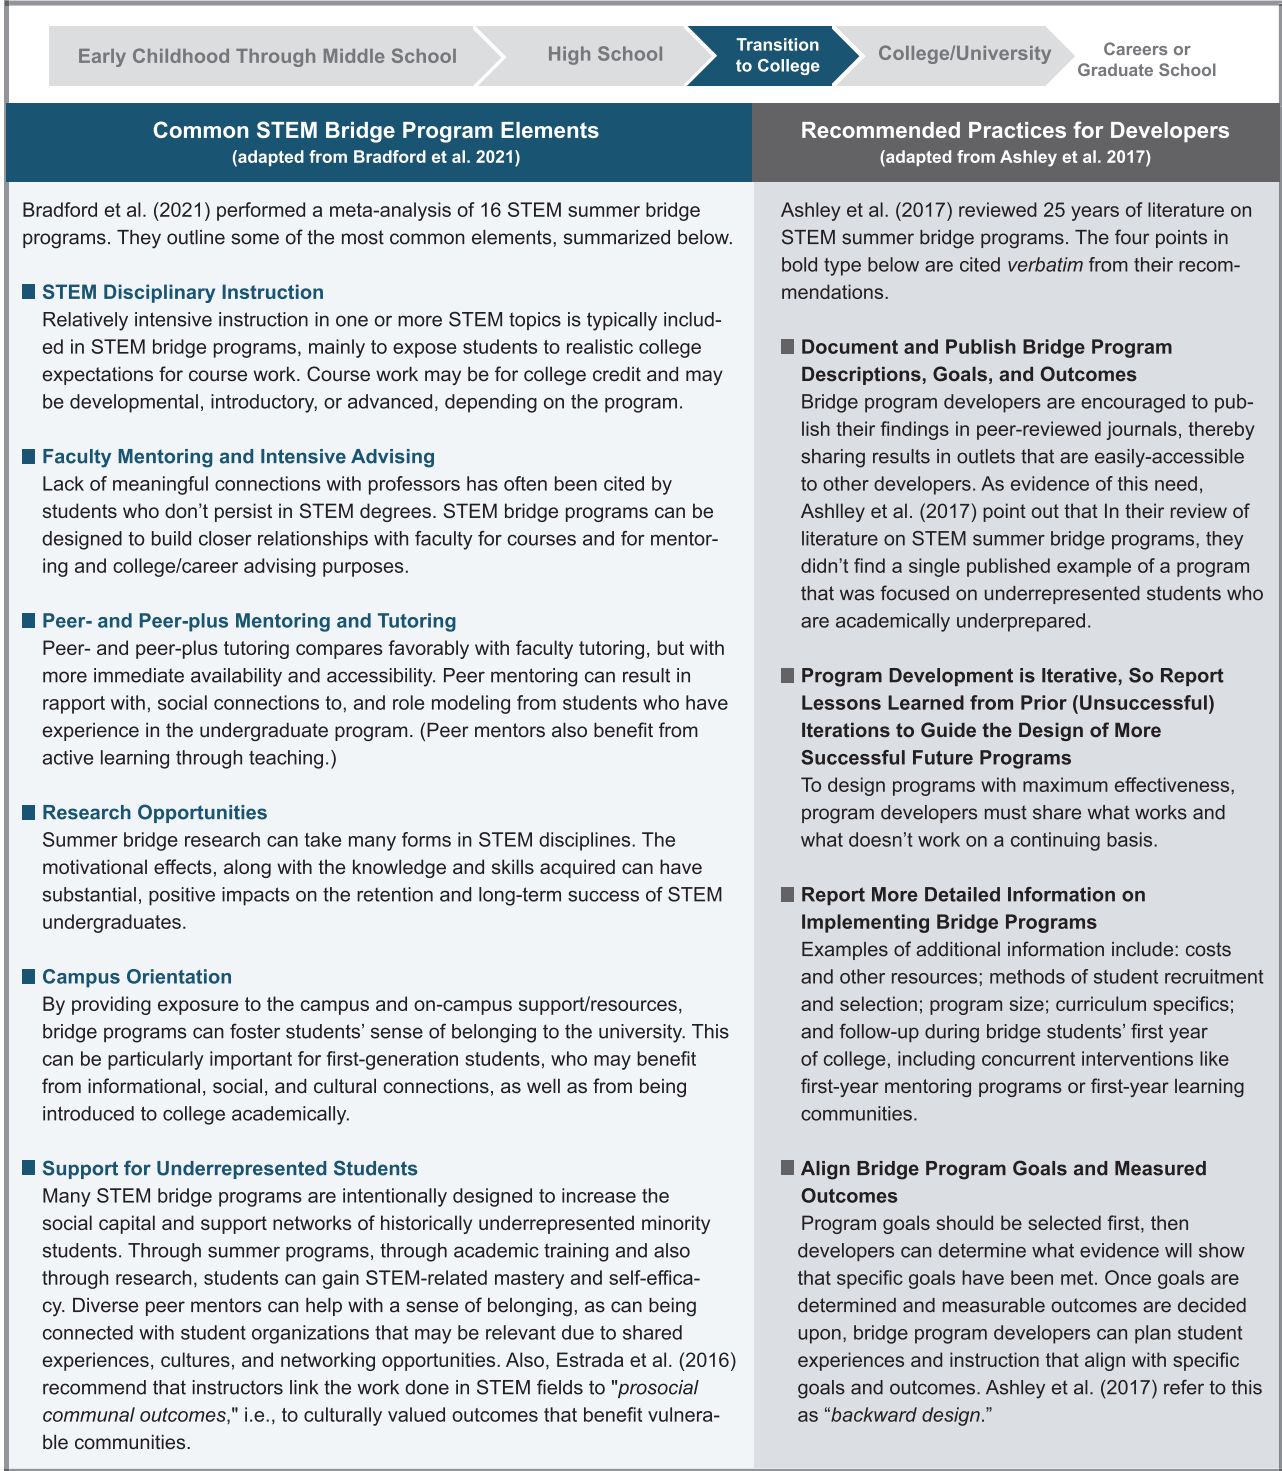 Early Childhood Through Middle School
High School
Transition
to College
College/University
Careers or
Graduate School
Common STEM Bridge Program Elements
(adapted from Bradford et al. 2021)
Bradford et al. (2021) performed a meta-analysis of 16 STEM summer bridge
programs. They outline some of the most common elements, summarized below.
STEM Disciplinary Instruction
Relatively intensive instruction in one or more STEM topics is typically includ-
ed in STEM bridge programs, mainly to expose students to realistic college
expectations for course work. Course work may be for college credit and may
be developmental, introductory, or advanced, depending on the program.
Faculty Mentoring and Intensive Advising
Lack of meaningful connections with professors has often been cited by
students who don’t persist in STEM degrees. STEM bridge programs can be
designed to build closer relationships with faculty for courses and for mentor-
ing and college/career advising purposes.
Peer- and Peer-plus Mentoring and Tutoring
Peer- and peer-plus tutoring compares favorably with faculty tutoring, but with
more immediate availability and accessibility. Peer mentoring can result in
rapport with, social connections to, and role modeling from students who have
experience in the undergraduate program. (Peer mentors also benefit from
active learning through teaching.)
Research Opportunities
Summer bridge research can take many forms in STEM disciplines. The
motivational effects, along with the knowledge and skills acquired can have
substantial, positive impacts on the retention and long-term success of STEM
undergraduates.
Campus Orientation
By providing exposure to the campus and on-campus support/resources,
bridge programs can foster students’ sense of belonging to the university. This
can be particularly important for first-generation students, who may benefit
from informational, social, and cultural connections, as well as from being
introduced to college academically.
Support for Underrepresented Students
Many STEM bridge programs are intentionally designed to increase the
social capital and support networks of historically underrepresented minority
students. Through summer programs, through academic training and also
through research, students can gain STEM-related mastery and self-effica-
cy. Diverse peer mentors can help with a sense of belonging, as can being
connected with student organizations that may be relevant due to shared
experiences, cultures, and networking opportunities. Also, Estrada et al. (2016)
recommend that instructors link the work done in STEM fields to "prosocial
communal outcomes," i.e., to culturally valued outcomes that benefit vulnera-
ble communities.
Recommended Practices for Developers
(adapted from Ashley et al. 2017)
Ashley et al. (2017) reviewed 25 years of literature on
STEM summer bridge programs. The four points in
bold type below are cited verbatim from their recom-
mendations.
Document and Publish Bridge Program
Descriptions, Goals, and Outcomes
Bridge program developers are encouraged to pub-
lish their findings in peer-reviewed journals, thereby
sharing results in outlets that are easily-accessible
to other developers. As evidence of this need,
Ashlley et al. (2017) point out that In their review of
literature on STEM summer bridge programs, they
didn’t find a single published example of a program
that was focused on underrepresented students who
are academically underprepared.
Program Development is Iterative, So Report
Lessons Learned from Prior (Unsuccessful)
Iterations to Guide the Design of More
Successful Future Programs
To design programs with maximum effectiveness,
program developers must share what works and
what doesn’t work on a continuing basis.
Report More Detailed Information on
Implementing Bridge Programs
Examples of additional information include: costs
and other resources; methods of student recruitment
and selection; program size; curriculum specifics;
and follow-up during bridge students’ first year
of college, including concurrent interventions like
first-year mentoring programs or first-year learning
communities.
Align Bridge Program Goals and Measured
Outcomes
Program goals should be selected first, then
developers can determine what evidence will show
that specific goals have been met. Once goals are
determined and measurable outcomes are decided
upon, bridge program developers can plan student
experiences and instruction that align with specific
goals and outcomes. Ashley et al. (2017) refer to this
as “backward design.”